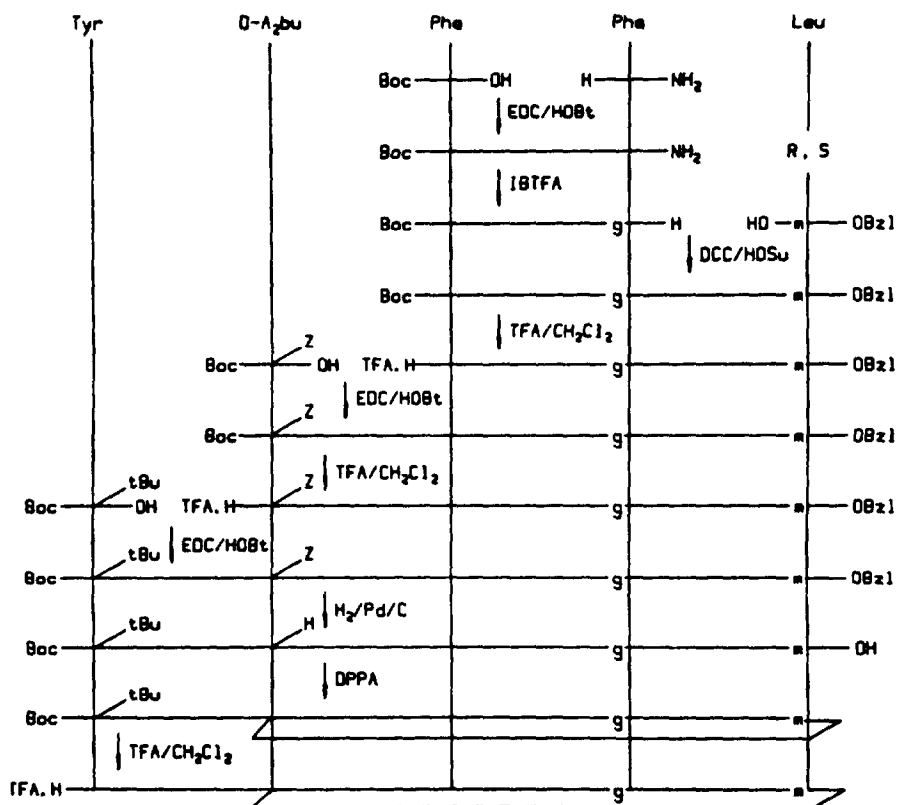 Tyr D-A₂bu Phe Phe Leu
Boc OH H NH₂
EDC/HOBt
Boc NH₂ R, S
IBTFA
Boc g H HO m OBzl
DCC/HOSu
Boc g m OBzl
TFA/CH₂Cl₂
Z
Boc OH TFA.H g m OBzl
EDC/HOBt
Z
Boc g m OBzl
TFA/CH₂Cl₂
tBu Z
Boc OH TFA.H g m OBzl
EDC/HOBt
tBu Z
Boc g m OBzl
H₂/Pd/C
tBu H
Boc g m OH
DPPA
tBu
Boc g m
TFA/CH₂Cl₂
TFA.H g m